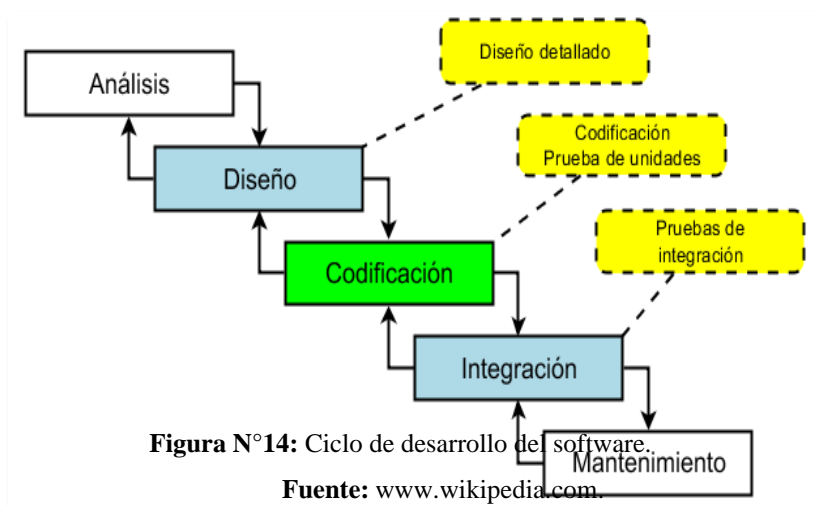 Diseño detallado
Análisis
Codificación
Prueba de unidades
Diseño
Pruebas de
integración
Codificación
Integración
Figura N°14: Ciclo de desarrollo del software.
Mantenimiento
Fuente: www.wikipedia.com.